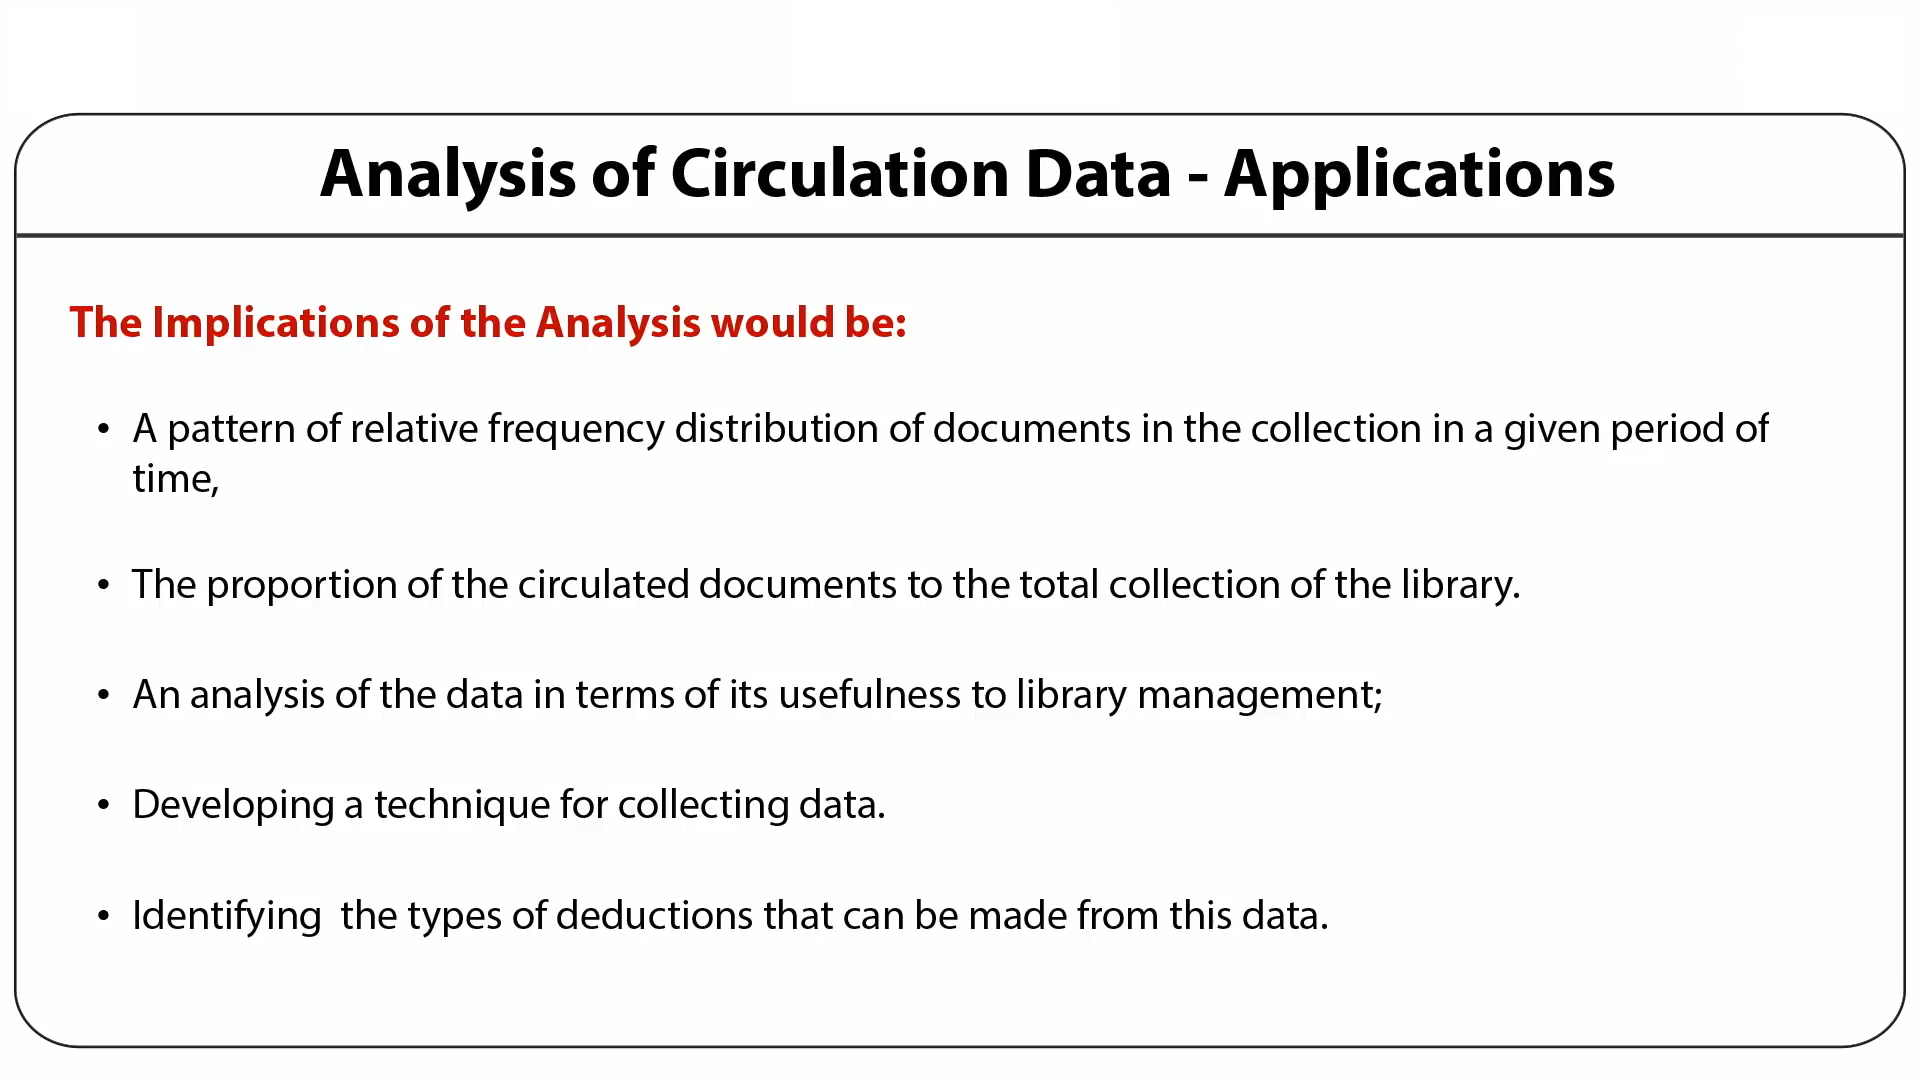 Analysis of Circulation Data - Applications
The Implications of the Analysis would be:
• A pattern of relative frequency distribution of documents in the collection in a given period of
time,
• The proportion of the circulated documents to the total collection of the library.
• An analysis of the data in terms of its usefulness to library management;
• Developing a technique for collecting data.
• Identifying  the types of deductions that can be made from this data.